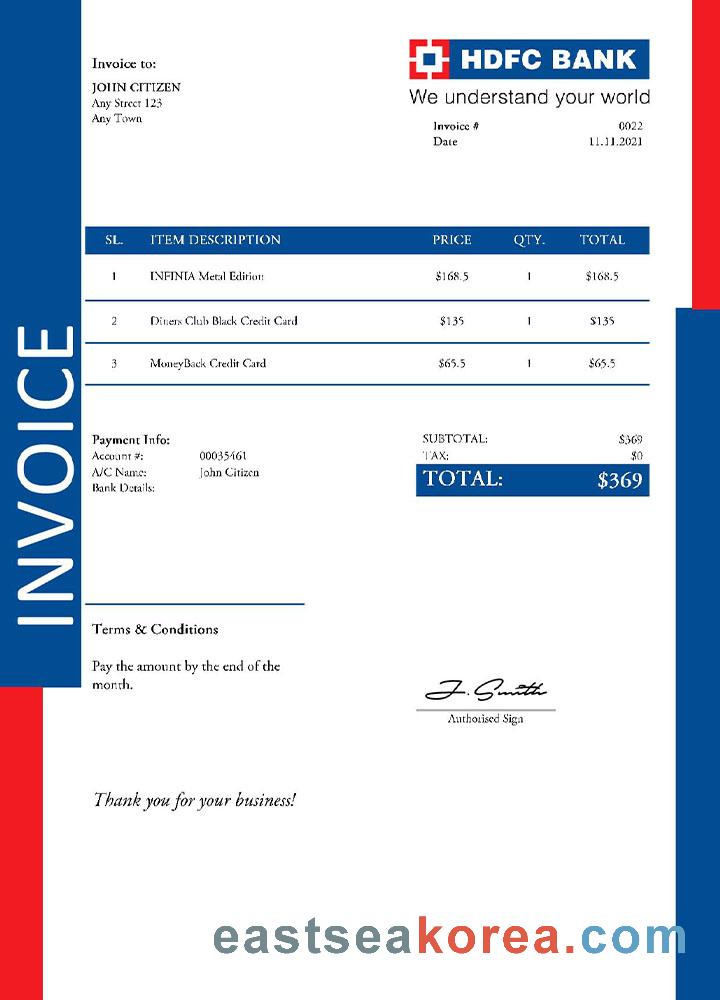 INVOICE
Invoice to:
JOHN CITIZEN
Any Street 123
Any Town
HDFC BANK
We understand your world
Invoice # 0022
Date 11.11.2021
SL. ITEM DESCRIPTION PRICE QTY. TOTAL
1 INFINIA Metal Edition $168.5 1 $168.5
2 Diners Club Black Credit Card $135 1 $135
3 MoneyBack Credit Card $65.5 1 $65.5
Payment Info:
Account #: 00035461
A/C Name: John Citizen
Bank Details:
SUBTOTAL: $369
TAX: $0
TOTAL: $369
Terms & Conditions
Pay the amount by the end of the
month.
J. Smith
Authorised Sign
Thank you for your business!
eastseakorea.com